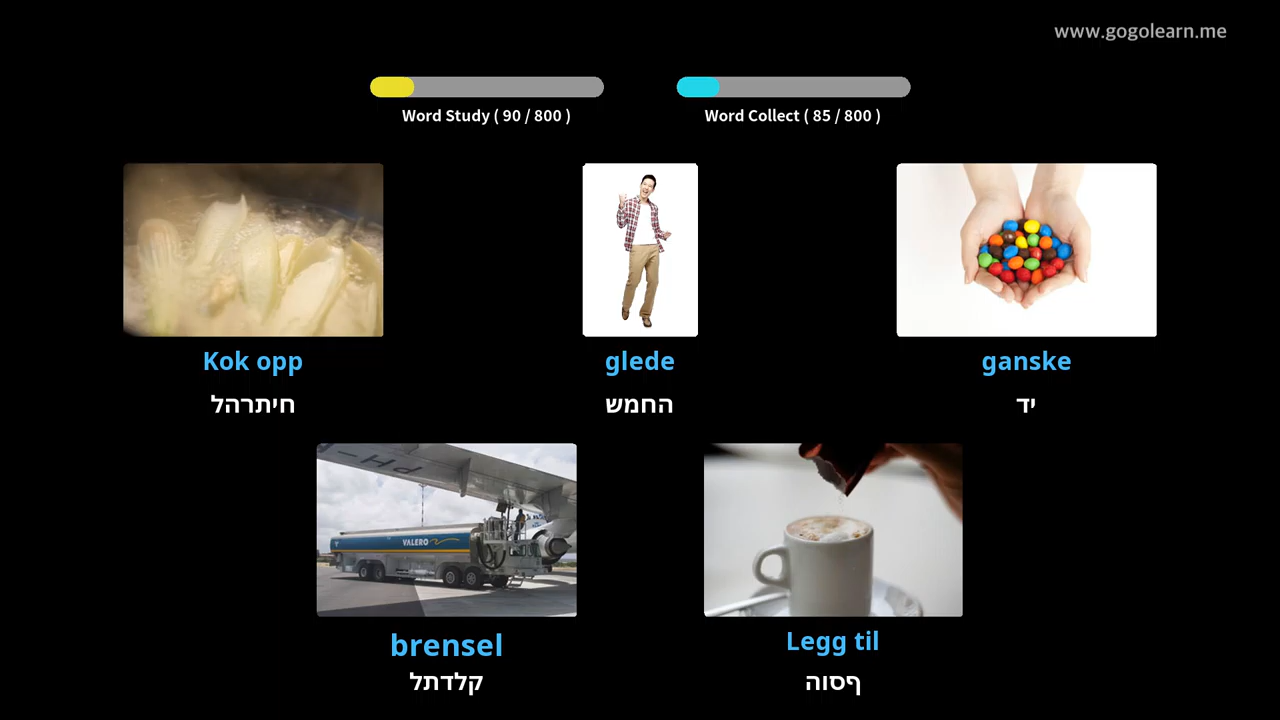 www.gogolearn.me
Word Study ( 90 / 800 )
Word Collect ( 85 / 800 )
Kok opp
חיתרהל
glede
החמש
ganske
יד
PH-
VALERO
brensel
קלדתל
Legg til
ףסוה